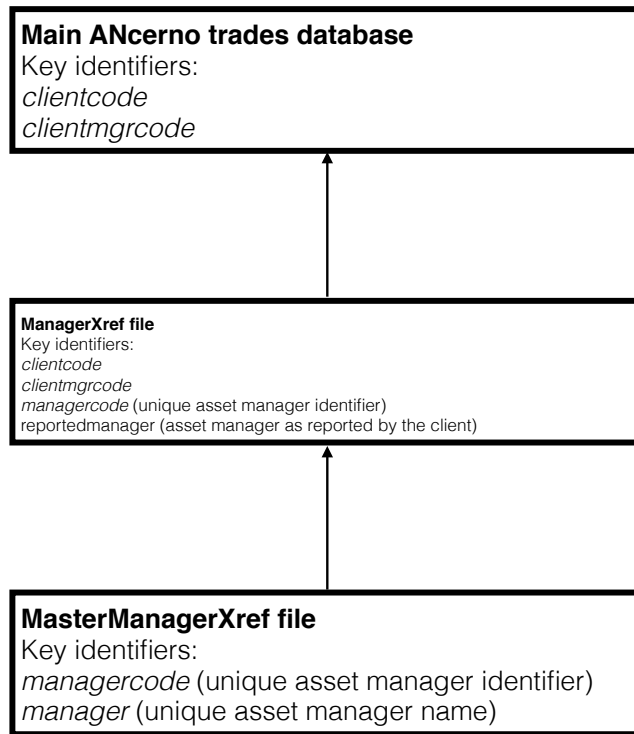 Main ANcerno trades database
Key identifiers:
clientcode
clientmgrcode
ManagerXref file
Key identifiers:
clientcode
clientmgrcode
managercode (unique asset manager identifier)
reportedmanager (asset manager as reported by the client)
MasterManagerXref file
Key identifiers:
managercode (unique asset manager identifier)
manager (unique asset manager name)